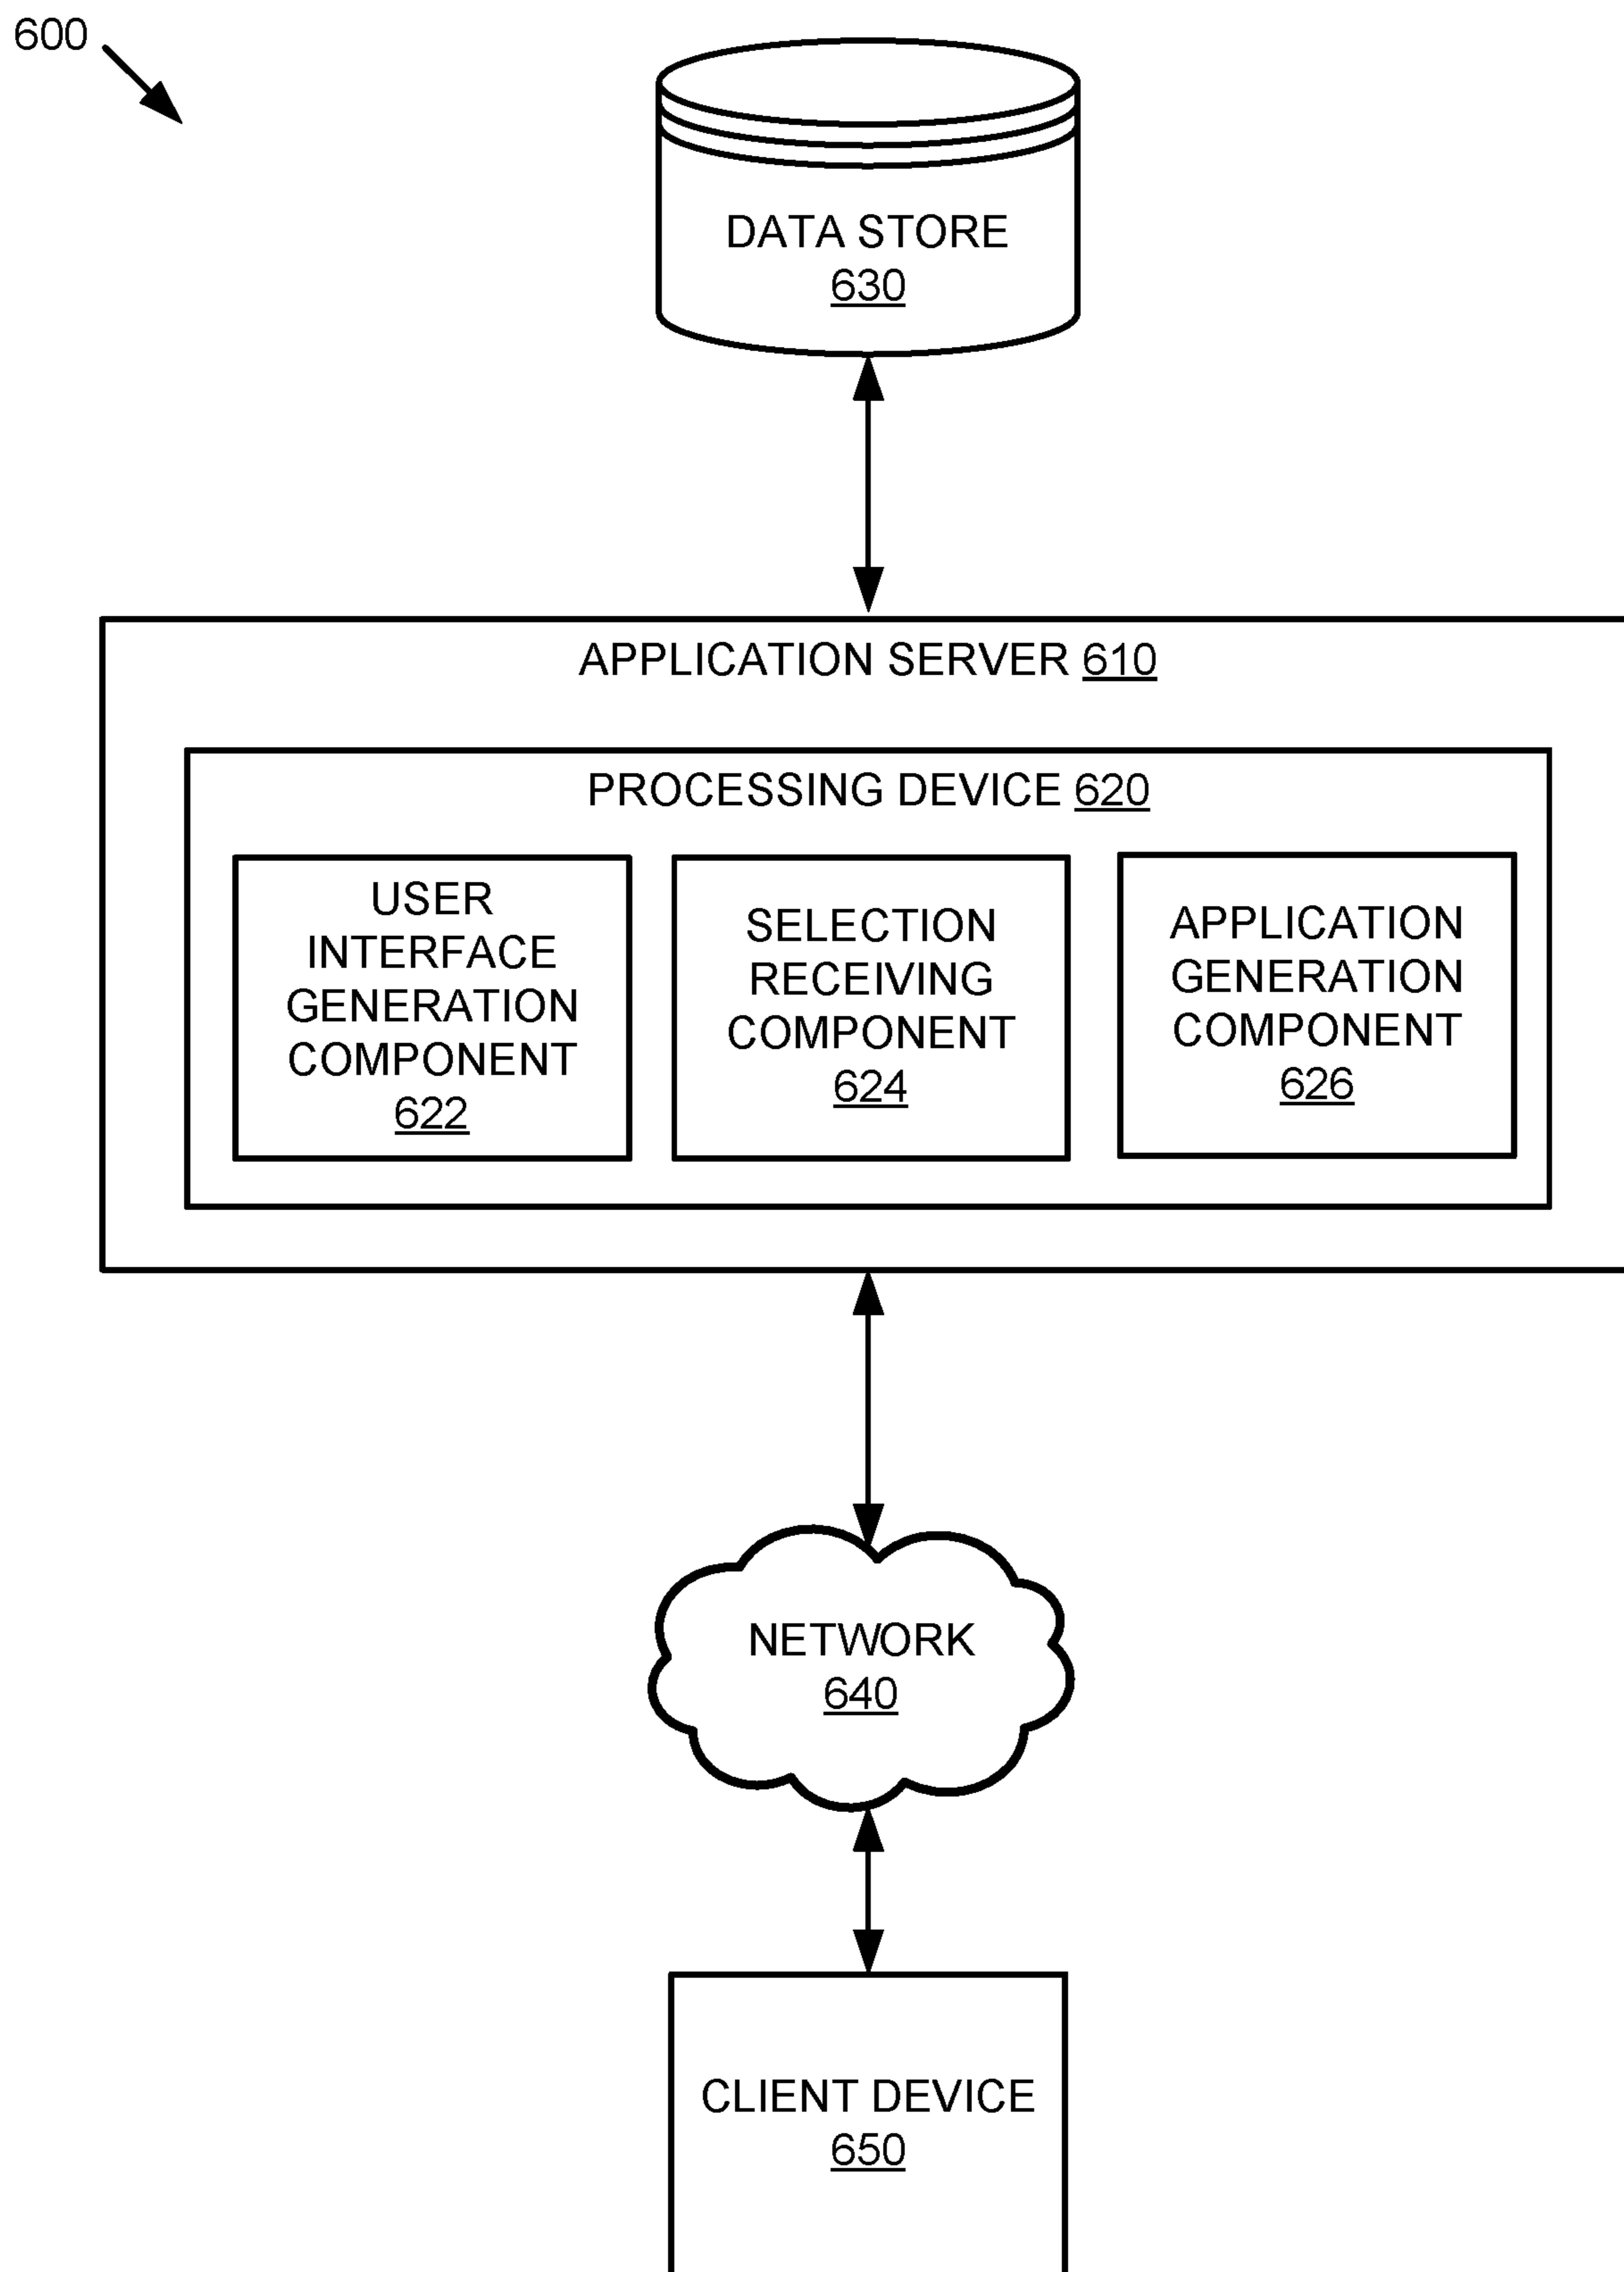 600
DATA STORE
630
APPLICATION SERVER 610
PROCESSING DEVICE 620
USER
INTERFACE
GENERATION
COMPONENT
622
SELECTION
RECEIVING
COMPONENT
624
APPLICATION
GENERATION
COMPONENT
626
NETWORK
640
CLIENT DEVICE
650